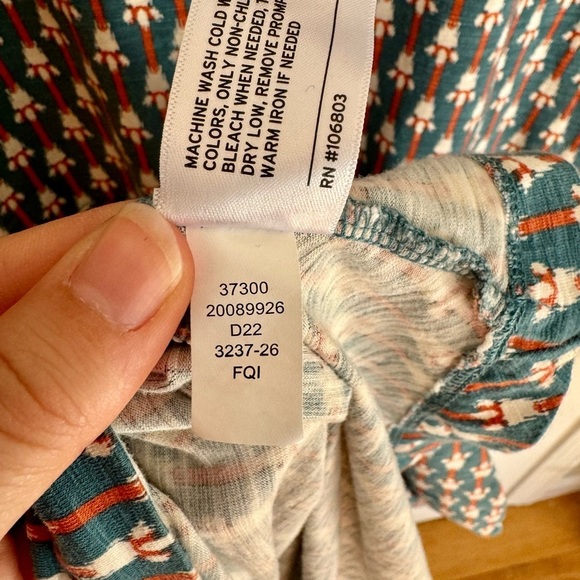 MACHINE WASH COLD W
COLORS, ONLY NON-CHL
BLEACH WHEN NEEDED,
DRY LOW, REMOVE PROMP
WARM IRON IF NEEDED
RN #106803
37300
20089926
D22
3237-26
FQI